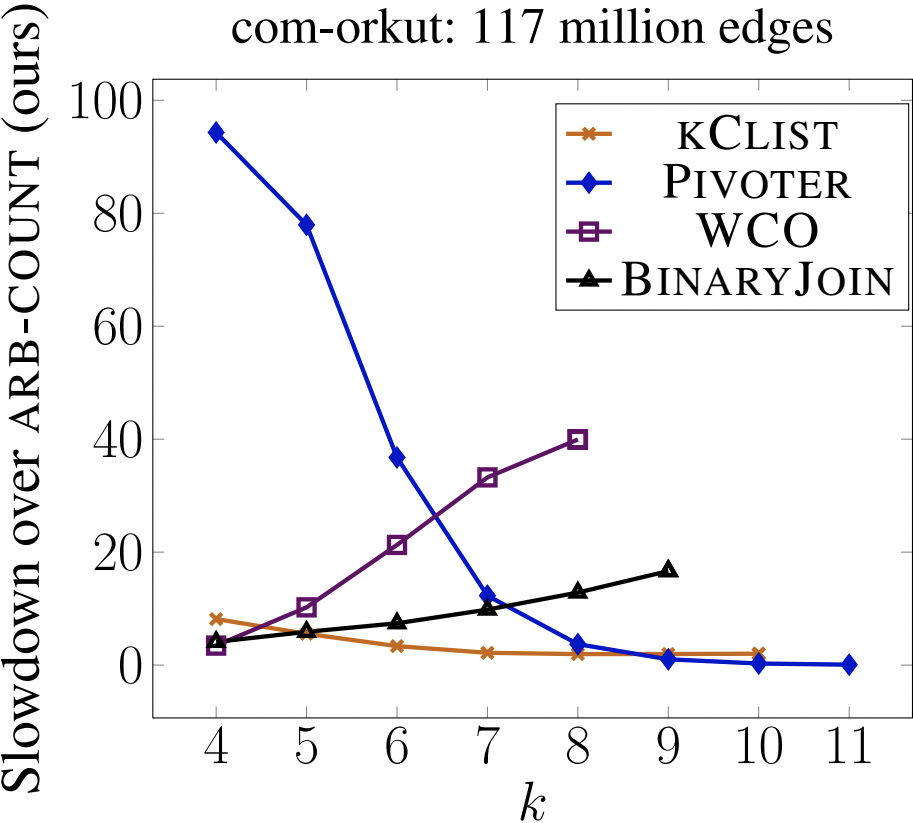 com-orkut: 117 million edges
Slowdown over ARB-COUNT (ours)
100
80
60
40
20
0
KCLIST
PIVOTER
WCO
BINARYJOIN
4 5 6 7 8 9 10 11
k